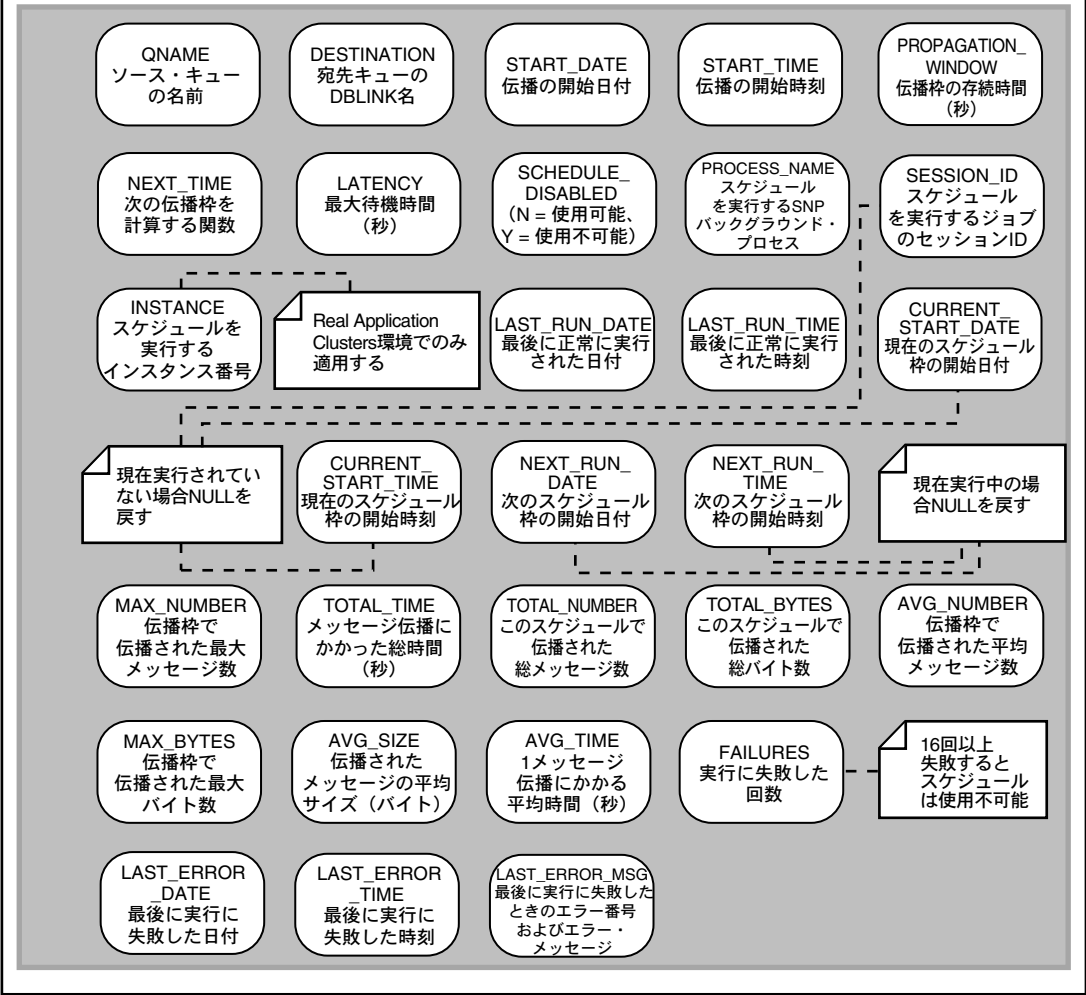 QNAME
ソース・キュー
の名前
DESTINATION
宛先キューの
DBLINK名
START_DATE
伝播の開始日付
START_TIME
伝播の開始時刻
PROPAGATION_
WINDOW
伝播枠の存続時間
（秒）
NEXT_TIME
次の伝播枠を
計算する関数
LATENCY
最大待機時間
（秒）
SCHEDULE_
DISABLED
（N = 使用可能、
Y = 使用不可能）
PROCESS_NAME
スケジュール
を実行するSNP
バックグラウンド・
プロセス
SESSION_ID
スケジュール
を実行するジョブ
のセッションID
INSTANCE
スケジュールを
実行する
インスタンス番号
Real Application
Clusters環境でのみ
適用する
LAST_RUN_DATE
最後に正常に実行
された日付
LAST_RUN_TIME
最後に正常に実行
された時刻
CURRENT_
START_DATE
現在のスケジュール
枠の開始日付
現在実行されてい
ない場合NULLを
戻す
CURRENT_
START_TIME
現在のスケジュール
枠の開始時刻
NEXT_RUN_
DATE
次のスケジュール
枠の開始日付
NEXT_RUN_
TIME
次のスケジュール
枠の開始時刻
現在実行中の場
合NULLを戻す
MAX_NUMBER
伝播枠で
伝播された最大
メッセージ数
TOTAL_TIME
メッセージ伝播に
かかった総時間
（秒）
TOTAL_NUMBER
このスケジュールで
伝播された
総メッセージ数
TOTAL_BYTES
このスケジュールで
伝播された
総バイト数
AVG_NUMBER
伝播枠で
伝播された平均
メッセージ数
MAX_BYTES
伝播枠で
伝播された最大
バイト数
AVG_SIZE
伝播された
メッセージの平均
サイズ（バイト）
AVG_TIME
1メッセージ
伝播にかかる
平均時間（秒）
FAILURES
実行に失敗した
回数
16回以上
失敗すると
スケジュール
は使用不可能
LAST_ERROR
_DATE
最後に実行に
失敗した日付
LAST_ERROR
_TIME
最後に実行に
失敗した時刻
LAST_ERROR_MSG
最後に実行に失敗した
ときのエラー番号
およびエラー・
メッセージ